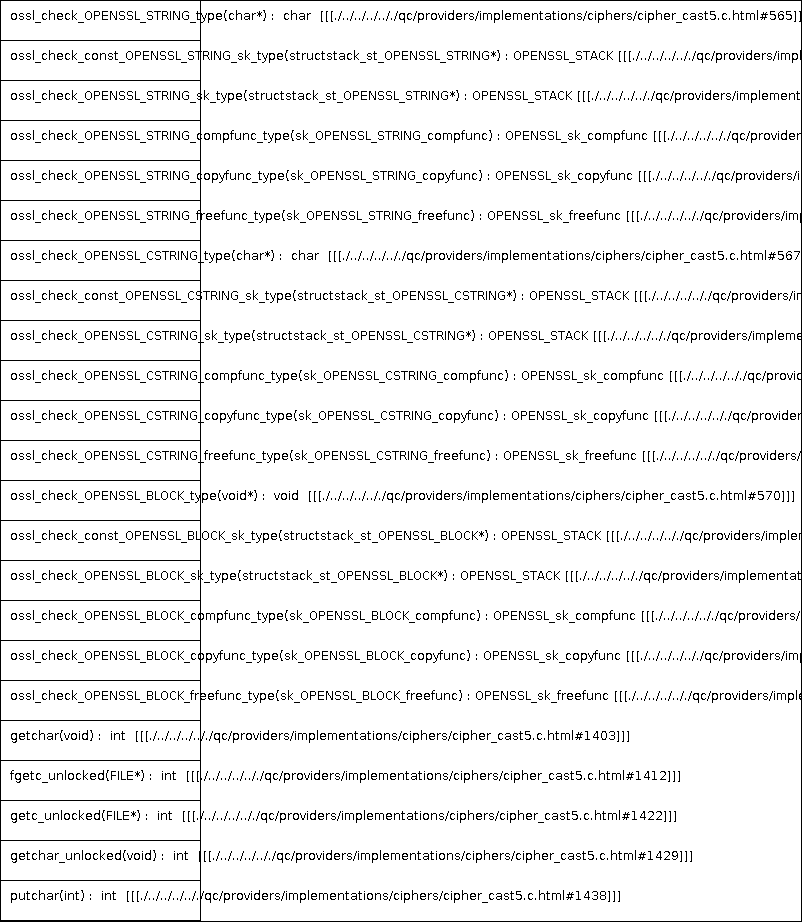 ossl_check_OPENSSL_STRING_type(char*) : char [[[./../../../../qc/providers/implementations/ciphers/cipher_cast5.c.html#565]]
ossl_check_const_OPENSSL_STRING_sk_type(structstack_st_OPENSSL_STRING*) : OPENSSL_STACK [[[./../../../../qc/providers/impl
ossl_check_OPENSSL_STRING_sk_type(structstack_st_OPENSSL_STRING*) : OPENSSL_STACK [[[./../../../../qc/providers/implement
ossl_check_OPENSSL_STRING_compfunc_type(sk_OPENSSL_STRING_compfunc) : OPENSSL_sk_compfunc [[[./../../../../qc/provider
ossl_check_OPENSSL_STRING_copyfunc_type(sk_OPENSSL_STRING_copyfunc) : OPENSSL_sk_copyfunc [[[./../../../../qc/providers/i
ossl_check_OPENSSL_STRING_freefunc_type(sk_OPENSSL_STRING_freefunc) : OPENSSL_sk_freefunc [[[./../../../../qc/providers/im
ossl_check_OPENSSL_CSTRING_type(char*) : char [[[./../../../../qc/providers/implementations/ciphers/cipher_cast5.c.html#567
ossl_check_const_OPENSSL_CSTRING_sk_type(structstack_st_OPENSSL_CSTRING*) : OPENSSL_STACK [[[./../../../../qc/providers/i
ossl_check_OPENSSL_CSTRING_sk_type(structstack_st_OPENSSL_CSTRING*) : OPENSSL_STACK [[[./../../../../qc/providers/impleme
ossl_check_OPENSSL_CSTRING_compfunc_type(sk_OPENSSL_CSTRING_compfunc) : OPENSSL_sk_compfunc [[[./../../../../qc/provid
ossl_check_OPENSSL_CSTRING_copyfunc_type(sk_OPENSSL_CSTRING_copyfunc) : OPENSSL_sk_copyfunc [[[./../../../../qc/provider
ossl_check_OPENSSL_CSTRING_freefunc_type(sk_OPENSSL_CSTRING_freefunc) : OPENSSL_sk_freefunc [[[./../../../../qc/providers/
ossl_check_OPENSSL_BLOCK_type(void*) : void [[[./../../../../qc/providers/implementations/ciphers/cipher_cast5.c.html#570]]]
ossl_check_const_OPENSSL_BLOCK_sk_type(structstack_st_OPENSSL_BLOCK*) : OPENSSL_STACK [[[./../../../../qc/providers/implem
ossl_check_OPENSSL_BLOCK_sk_type(structstack_st_OPENSSL_BLOCK*) : OPENSSL_STACK [[[./../../../../qc/providers/implementat
ossl_check_OPENSSL_BLOCK_compfunc_type(sk_OPENSSL_BLOCK_compfunc) : OPENSSL_sk_compfunc [[[./../../../../qc/providers/
ossl_check_OPENSSL_BLOCK_copyfunc_type(sk_OPENSSL_BLOCK_copyfunc) : OPENSSL_sk_copyfunc [[[./../../../../qc/providers/im
ossl_check_OPENSSL_BLOCK_freefunc_type(sk_OPENSSL_BLOCK_freefunc) : OPENSSL_sk_freefunc [[[./../../../../qc/providers/imple
getchar(void) : int [[[./../../../../qc/providers/implementations/ciphers/cipher_cast5.c.html#1403]]]
fgetc_unlocked(FILE*) : int [[[./../../../../qc/providers/implementations/ciphers/cipher_cast5.c.html#1412]]]
getc_unlocked(FILE*) : int [[[./../../../../qc/providers/implementations/ciphers/cipher_cast5.c.html#1422]]]
getchar_unlocked(void) : int [[[./../../../../qc/providers/implementations/ciphers/cipher_cast5.c.html#1429]]]
putchar(int) : int [[[./../../../../qc/providers/implementations/ciphers/cipher_cast5.c.html#1438]]]